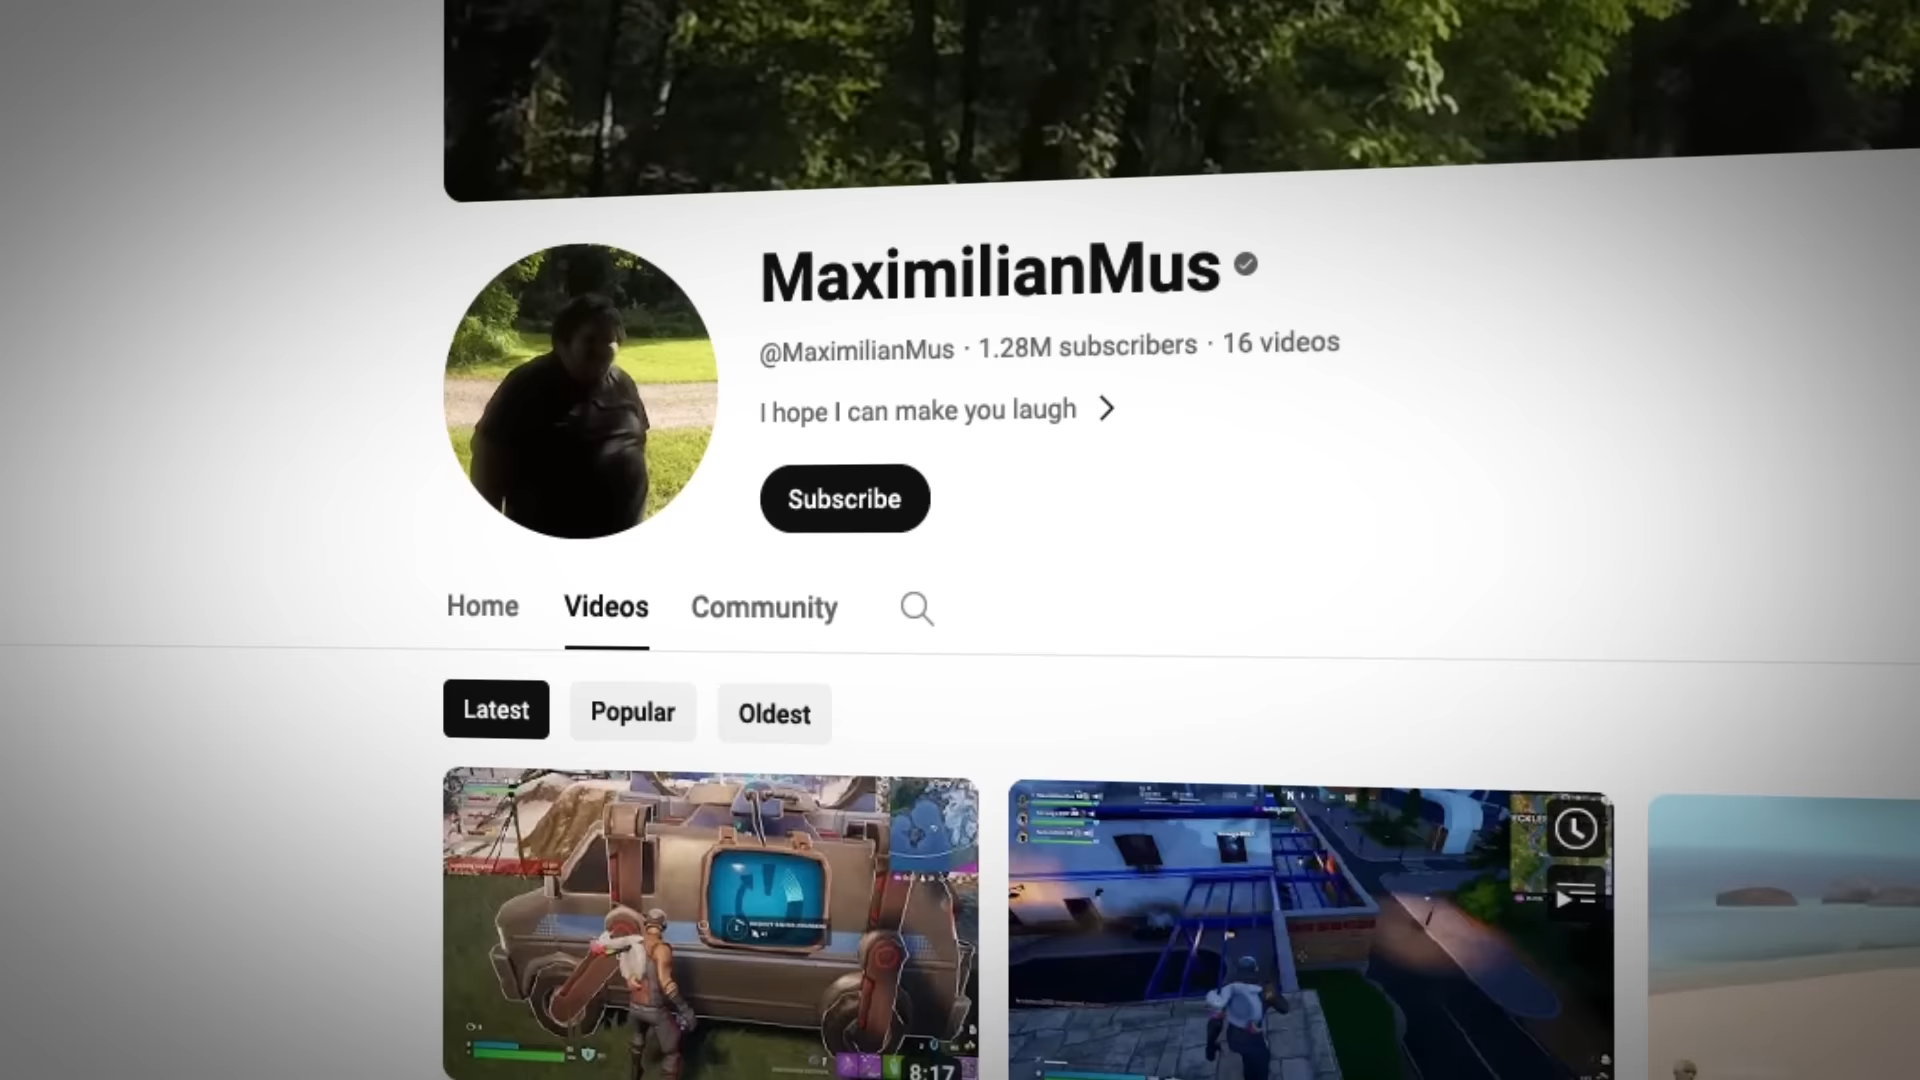 MaximilianMus
@MaximilianMus · 1.28M subscribers · 16 videos
I hope I can make you laugh
Subscribe
Home Videos Community
Latest Popular Oldest
8:17